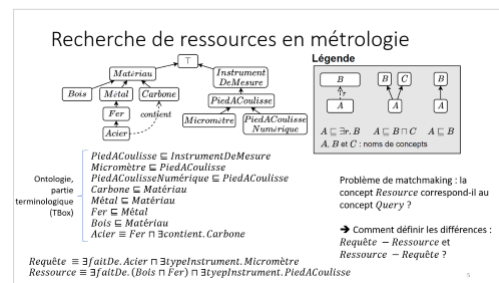 Recherche de ressources en métrologie
Légende
⊤
Matériau
Instrument
DeMesure
Bois
Métal
Carbone
PiedACoulisse
Fer
contient
Micromètre
PiedACoulisse
Numérique
Acier
B
B C
B
∃r
A
A
A
A ⊑ ∃r.B A ⊑ B ⊓ C A ⊑ B
A, B et C : noms de concepts
Ontologie,
partie
terminologique
(TBox)
PiedACoulisse ⊑ InstrumentDeMesure
Micromètre ⊑ PiedACoulisse
PiedACoulisseNumérique ⊑ PiedACoulisse
Carbone ⊑ Matériau
Métal ⊑ Matériau
Fer ⊑ Métal
Bois ⊑ Matériau
Acier ≡ Fer ⊓ ∃contient.Carbone
Problème de matchmaking : la
concept Resource correspond-il au
concept Query ?
➔ Comment définir les différences :
Requête − Ressource et
Ressource − Requête ?
Requête ≡ ∃faitDe.Acier ⊓ ∃typeInstrument.Micromètre
Ressource ≡ ∃faitDe.(Bois ⊓ Fer) ⊓ ∃typeInstrument.PiedACoulisse
5